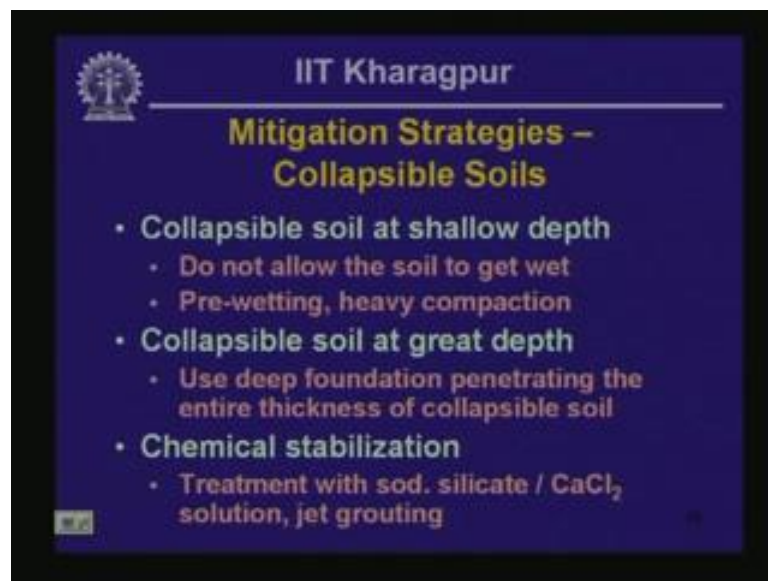 IIT Kharagpur
Mitigation Strategies –
Collapsible Soils
• Collapsible soil at shallow depth
• Do not allow the soil to get wet
• Pre-wetting, heavy compaction
• Collapsible soil at great depth
• Use deep foundation penetrating the
entire thickness of collapsible soil
• Chemical stabilization
• Treatment with sod. silicate / CaCl₂
solution, jet grouting